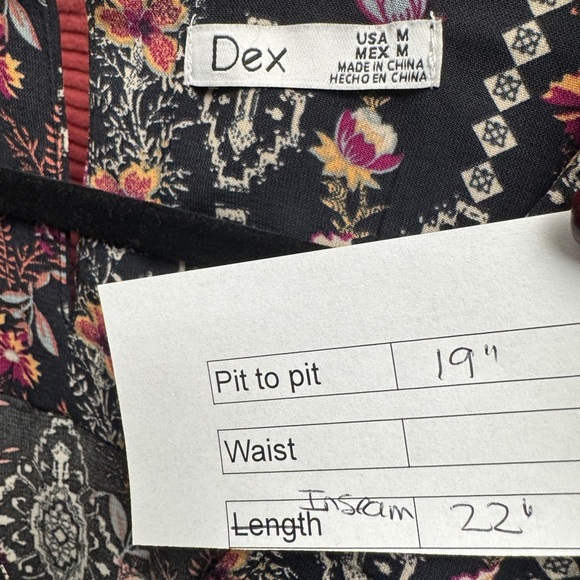 Dex
USA M
MEX M
MADE IN CHINA
HECHO EN CHINA
Pit to pit 19"
Waist
Inseam
Length 22"